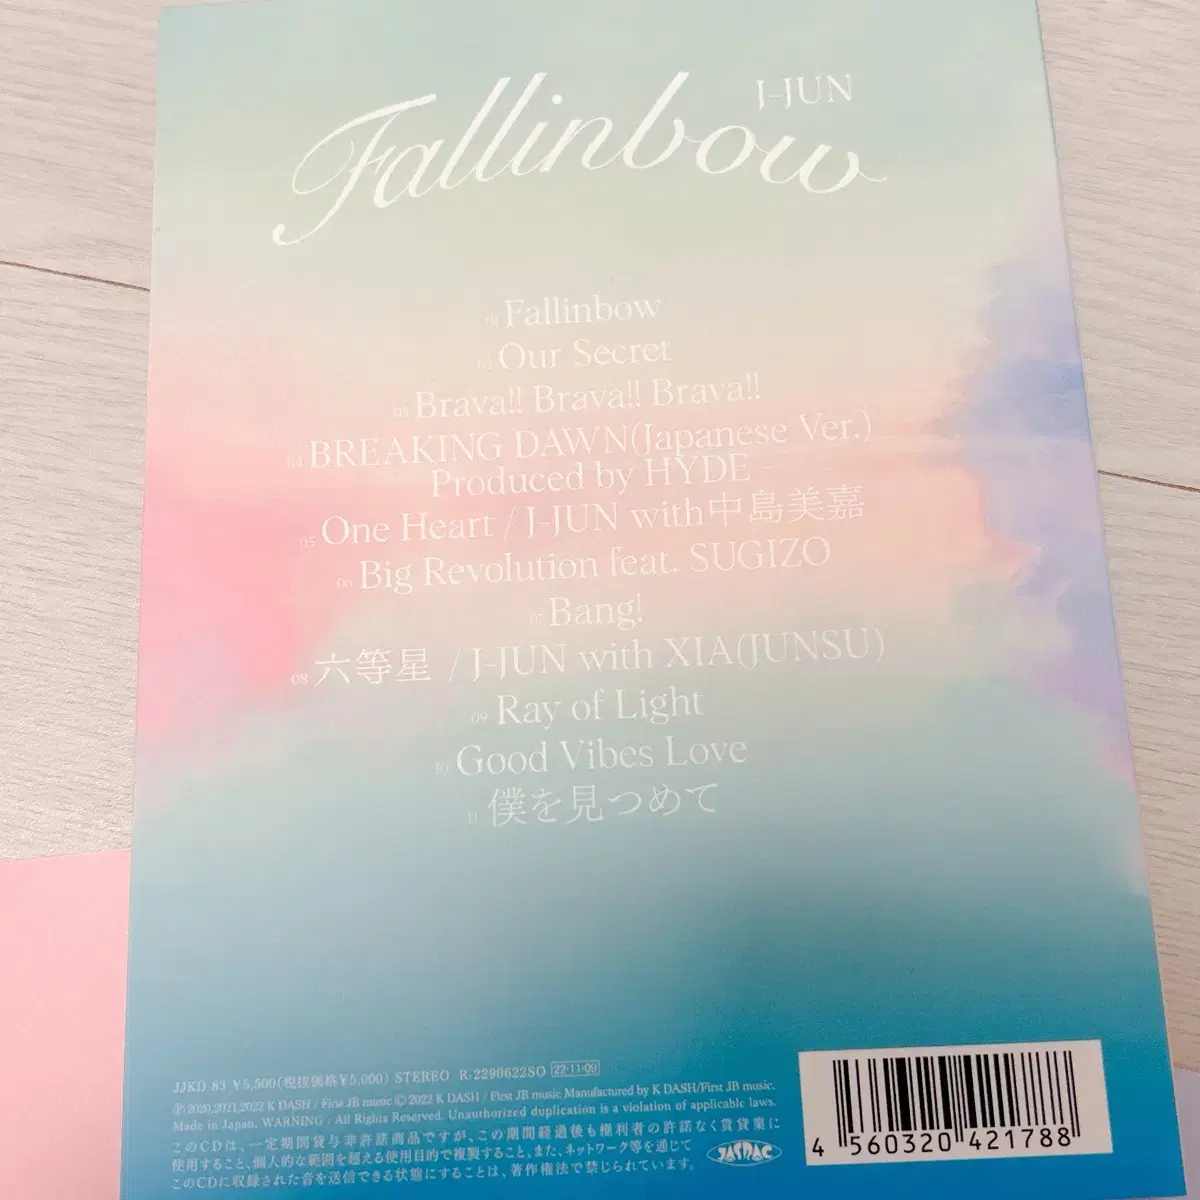 J-JUN
Fallinbow
01 Fallinbow
02 Our Secret
03 Brava!! Brava!! Brava!!
04 BREAKING DAWN(Japanese Ver.)
Produced by HYDE
05 One Heart / J-JUN with中島美嘉
06 Big Revolution feat. SUGIZO
07 Bang!
08 六等星 / J-JUN with XIA(JUNSU)
09 Ray of Light
10 Good Vibes Love
11 僕を見つめて
JJKD-83 ¥5,500(税抜価格¥5,000) STEREO R-2290622SO 22-11-09
Ⓟ2020,2021,2022 K DASH / First JB music Ⓒ2022 K DASH / First JB music Manufactured by K DASH/First JB music.
Made in Japan. WARNING : All Rights Reserved. Unauthorized duplication is a violation of applicable laws.
このCDは、一定期間貸与非許諾商品ですが、この期間経過後も権利者の許諾なく賃貸業に
使用すること、個人的な範囲を超える使用目的で複製すること、また、ネットワーク等を通じて
このCDに収録された音を送信できる状態にすることは、著作権法で禁じられています。
JASRAC
4 560320 421788